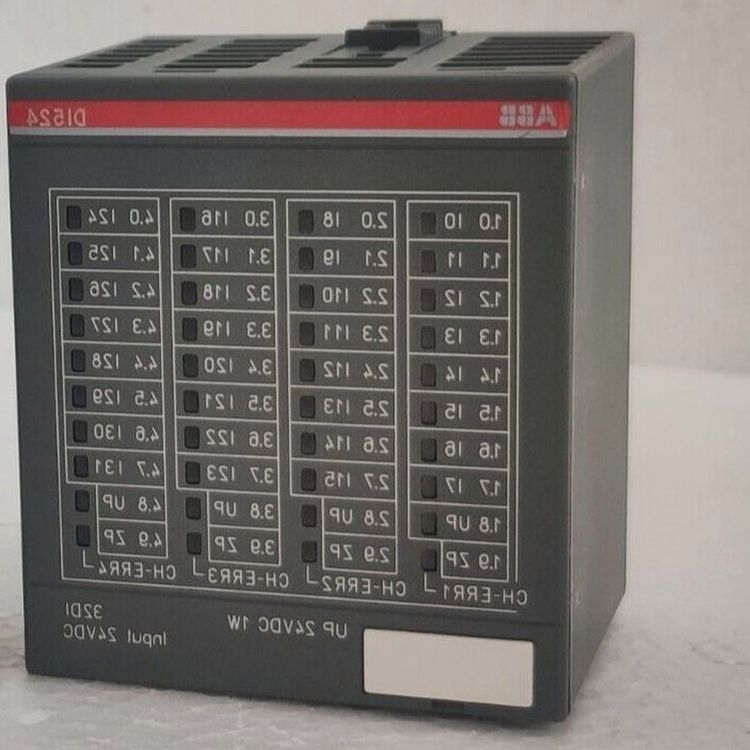 ABB DI524
1.0 I0 2.0 I8 3.0 I16 4.0 I24
1.1 I1 2.1 I9 3.1 I17 4.1 I25
1.2 I2 2.2 I10 3.2 I18 4.2 I26
1.3 I3 2.3 I11 3.3 I19 4.3 I27
1.4 I4 2.4 I12 3.4 I20 4.4 I28
1.5 I5 2.5 I13 3.5 I21 4.5 I29
1.6 I6 2.6 I14 3.6 I22 4.6 I30
1.7 I7 2.7 I15 3.7 I23 4.7 I31
1.8 UP 2.8 UP 3.8 UP 4.8 UP
1.9 ZP 2.9 ZP 3.9 ZP 4.9 ZP
CH-ERR1 CH-ERR2 CH-ERR3 CH-ERR4
32DI
UP 24VDC 1W Input 24VDC